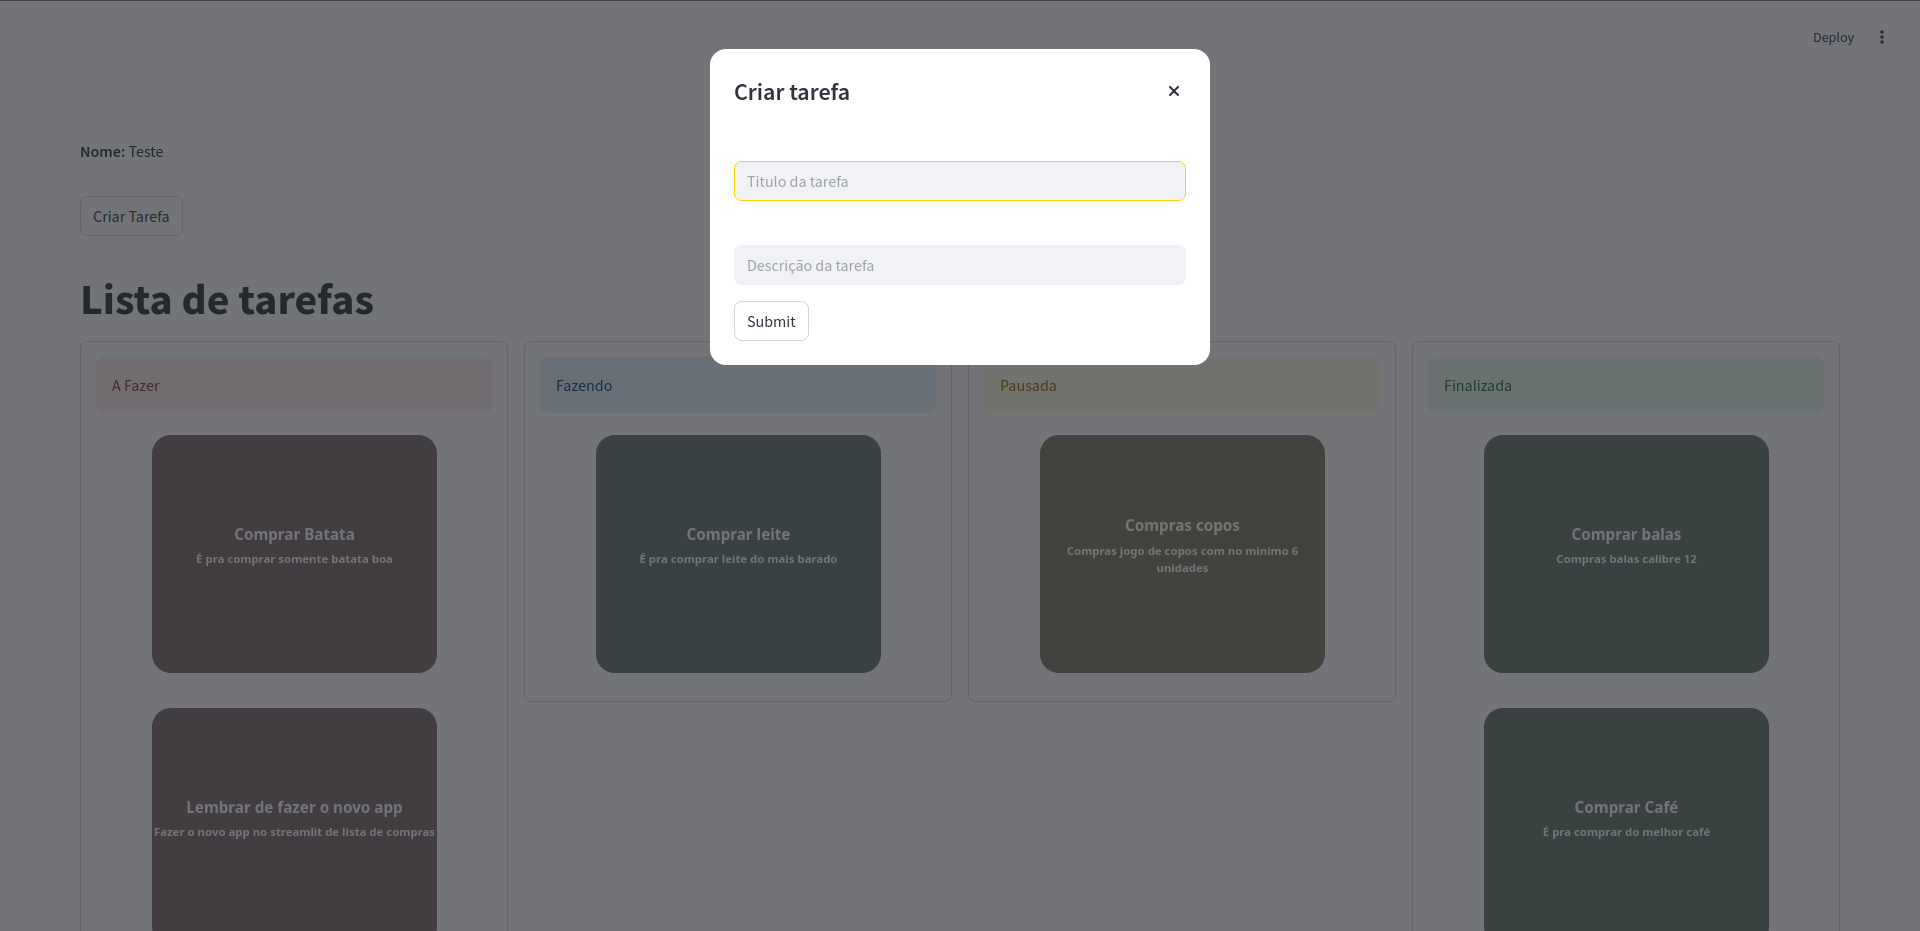 Deploy
Criar tarefa
Nome: Teste
Titulo da tarefa
Criar Tarefa
Descrição da tarefa
Lista de tarefas
Submit
A Fazer
Fazendo
Pausada
Finalizada
Comprar Batata
É pra comprar somente batata boa
Comprar leite
É pra comprar leite do mais barado
Compras copos
Compras jogo de copos com no minimo 6
unidades
Comprar balas
Compras balas calibre 12
Lembrar de fazer o novo app
Fazer o novo app no streamlit de lista de compras
Comprar Café
É pra comprar do melhor café